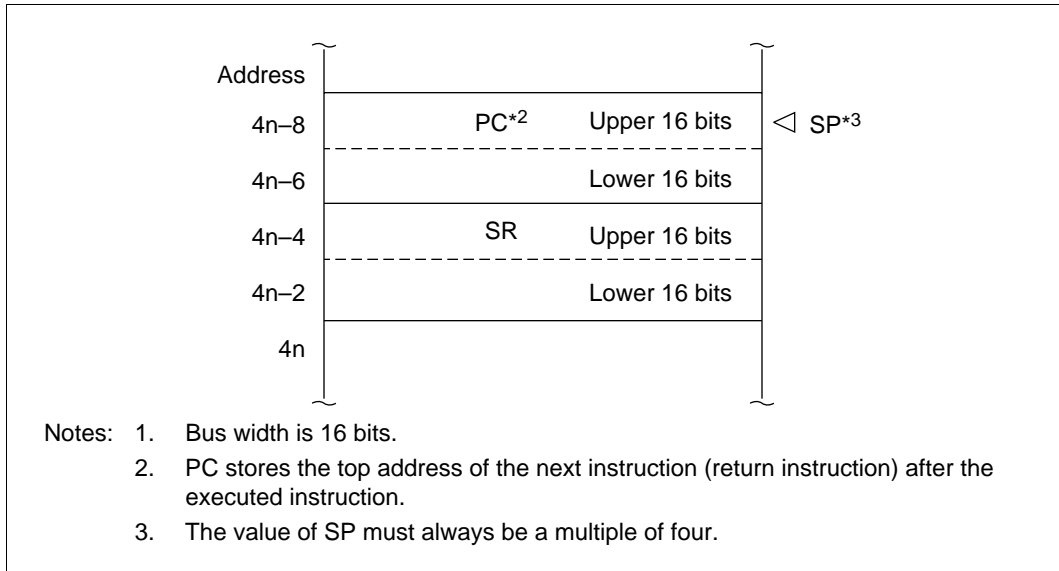 Address
4n–8 PC*2 Upper 16 bits SP*3
4n–6 Lower 16 bits
4n–4 SR Upper 16 bits
4n–2 Lower 16 bits
4n
Notes: 1. Bus width is 16 bits.
2. PC stores the top address of the next instruction (return instruction) after the
executed instruction.
3. The value of SP must always be a multiple of four.